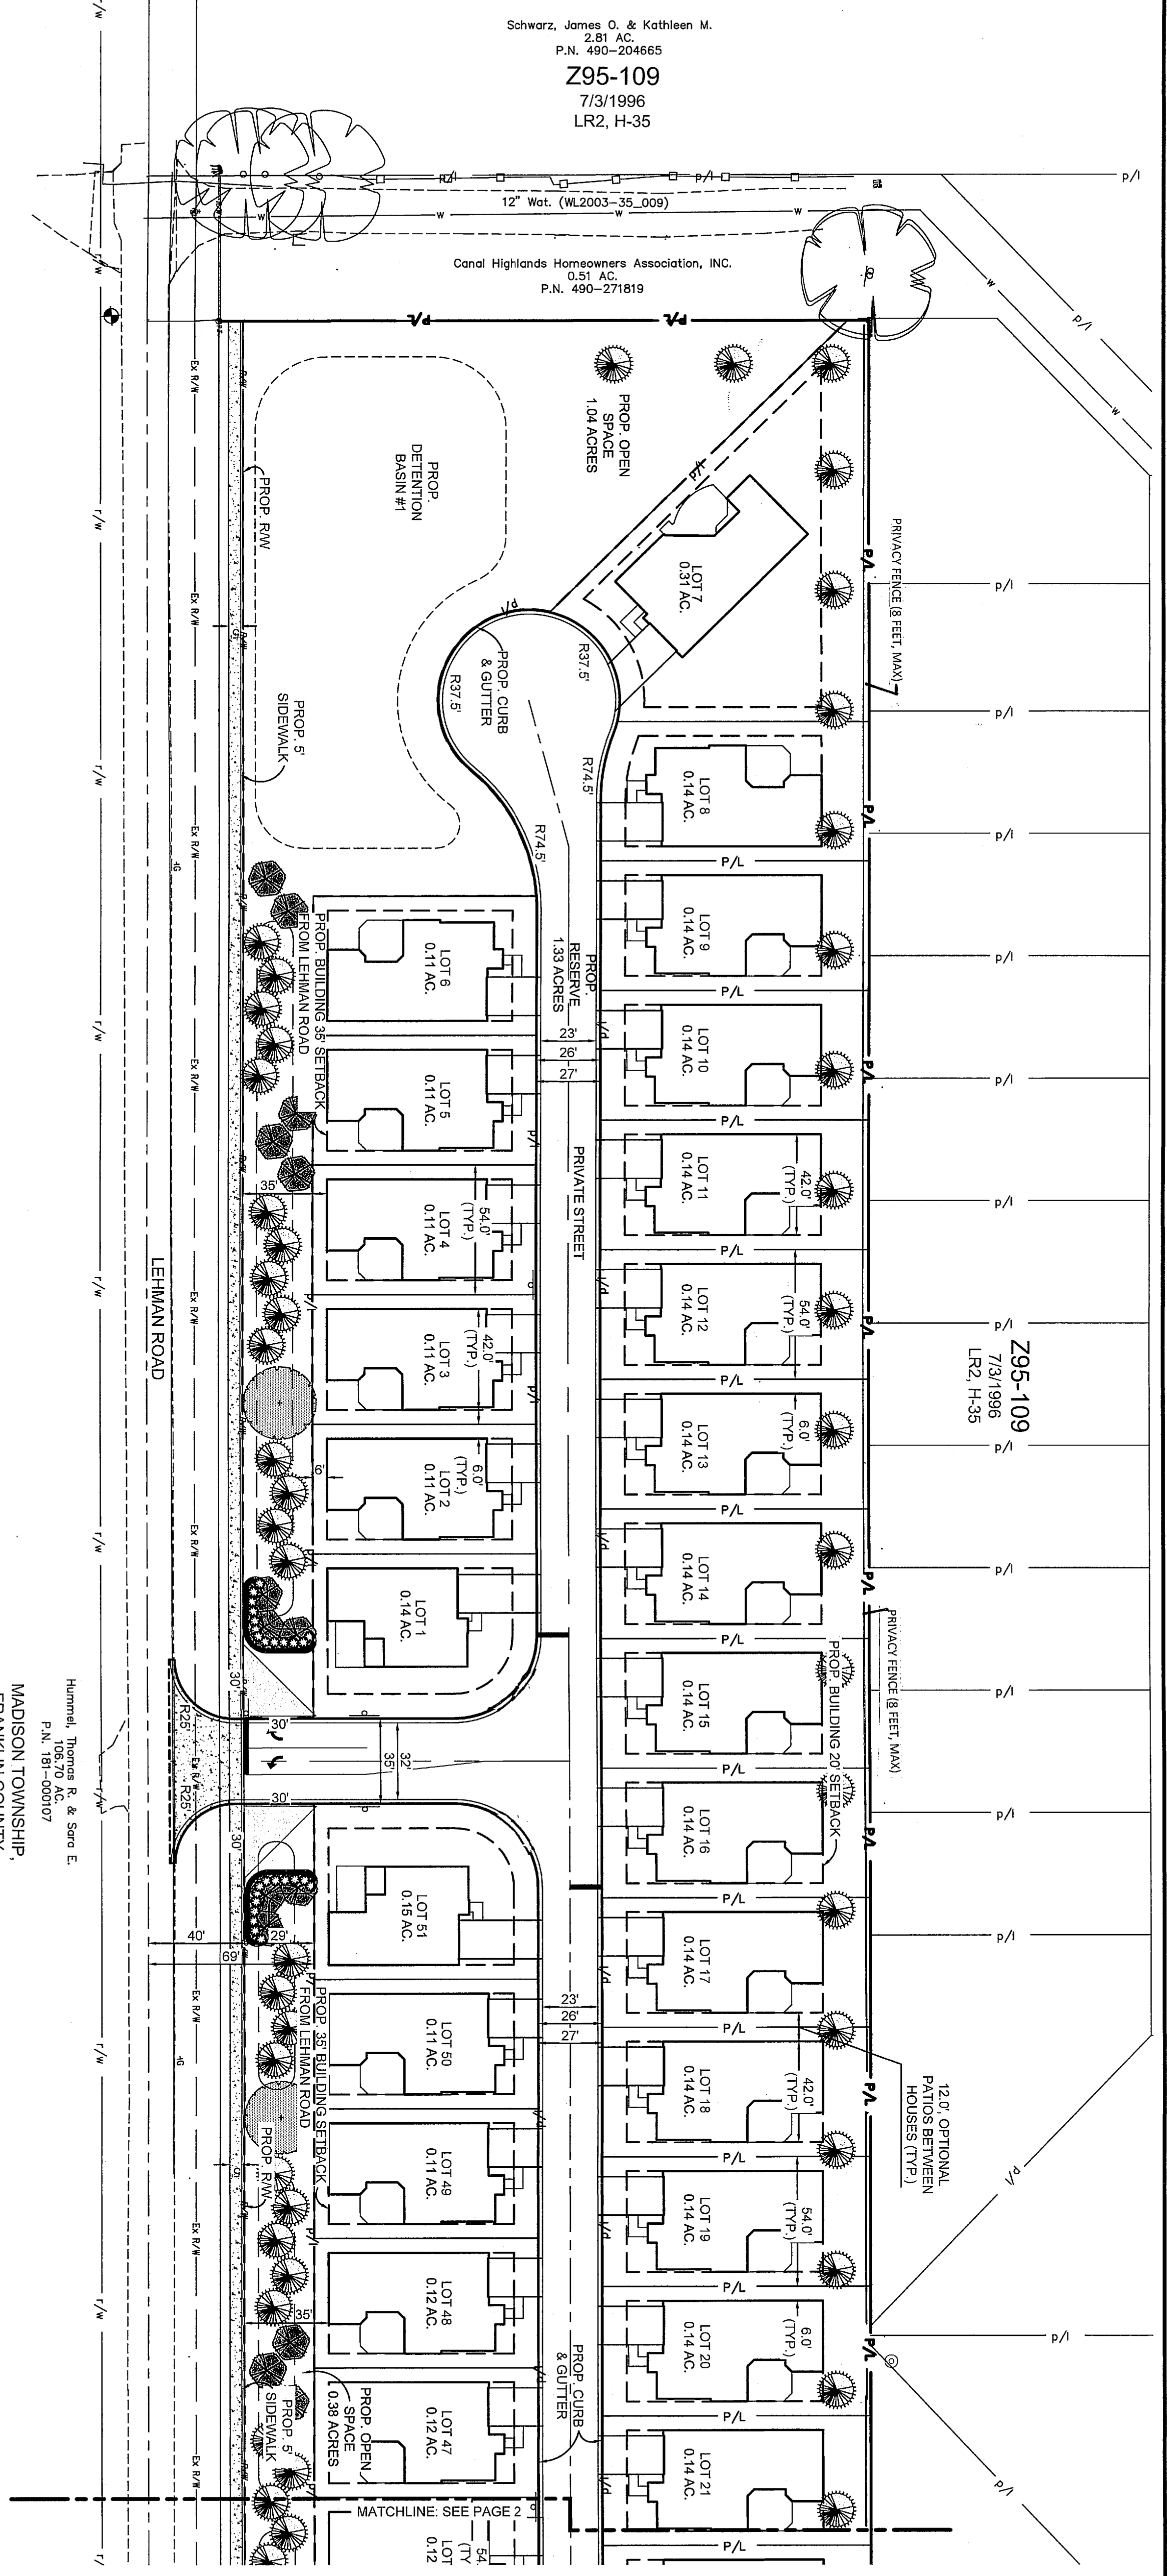 Schwarz, James O. & Kathleen M.
2.81 AC.
P.N. 490-204665
Z95-109
7/3/1996
LR2, H-35
12" Wat. (WL2003-35_009)
Canal Highlands Homeowners Association, INC.
0.51 AC.
P.N. 490-271819
PROP. OPEN
SPACE
1.04 ACRES
PROP.
DETENTION
BASIN #1
PROP. R/W
PROP. 5'
SIDEWALK
PRIVACY FENCE (8 FEET, MAX)
LOT 7
0.31 AC.
R37.5'
R37.5'
PROP. CURB
& GUTTER
R74.5'
R74.5'
LOT 8
0.14 AC.
P/L
LOT 9
0.14 AC.
P/L
LOT 10
0.14 AC.
P/L
LOT 11
0.14 AC.
42.0'
(TYP.)
P/L
LOT 12
0.14 AC.
54.0'
(TYP.)
P/L
LOT 13
0.14 AC.
6.0'
(TYP.)
P/L
LOT 14
0.14 AC.
P/L
LOT 15
0.14 AC.
P/L
LOT 16
0.14 AC.
P/L
LOT 17
0.14 AC.
P/L
LOT 18
0.14 AC.
42.0'
(TYP.)
P/L
LOT 19
0.14 AC.
54.0'
(TYP.)
P/L
LOT 20
0.14 AC.
6.0'
(TYP.)
P/L
LOT 21
0.14 AC.
P/L
Z95-109
7/3/1996
LR2, H-35
PRIVACY FENCE (8 FEET, MAX)
PROP. BUILDING 20' SETBACK
12.0', OPTIONAL
PATIOS BETWEEN
HOUSES (TYP.)
PROP.
RESERVE
1.33 ACRES
23'
26'
27'
PRIVATE STREET
LOT 6
0.11 AC.
PROP. BUILDING 35' SETBACK
FROM LEHMAN ROAD
LOT 5
0.11 AC.
35'
LOT 4
0.11 AC.
54.0'
(TYP.)
LOT 3
0.11 AC.
42.0'
(TYP.)
LOT 2
0.11 AC.
6.0'
(TYP.)
6'
LOT 1
0.14 AC.
LEHMAN ROAD
30'
30'
R25'
R25'
32'
35'
30'
30'
LOT 51
0.15 AC.
40'
29'
69'
23'
26'
27'
LOT 50
0.11 AC.
PROP. 35' BUILDING SETBACK
FROM LEHMAN ROAD
LOT 49
0.11 AC.
PROP. R/W
LOT 48
0.12 AC.
35'
PROP. CURB
& GUTTER
LOT 47
0.12 AC.
PROP. OPEN
SPACE
0.38 ACRES
PROP. 5'
SIDEWALK
MATCHLINE: SEE PAGE 2
54.
(TY
LOT
0.12
Hummel, Thomas R. & Sara E.
106.70 AC.
P.N. 181-000107
MADISON TOWNSHIP,
FRANKLIN COUNTY